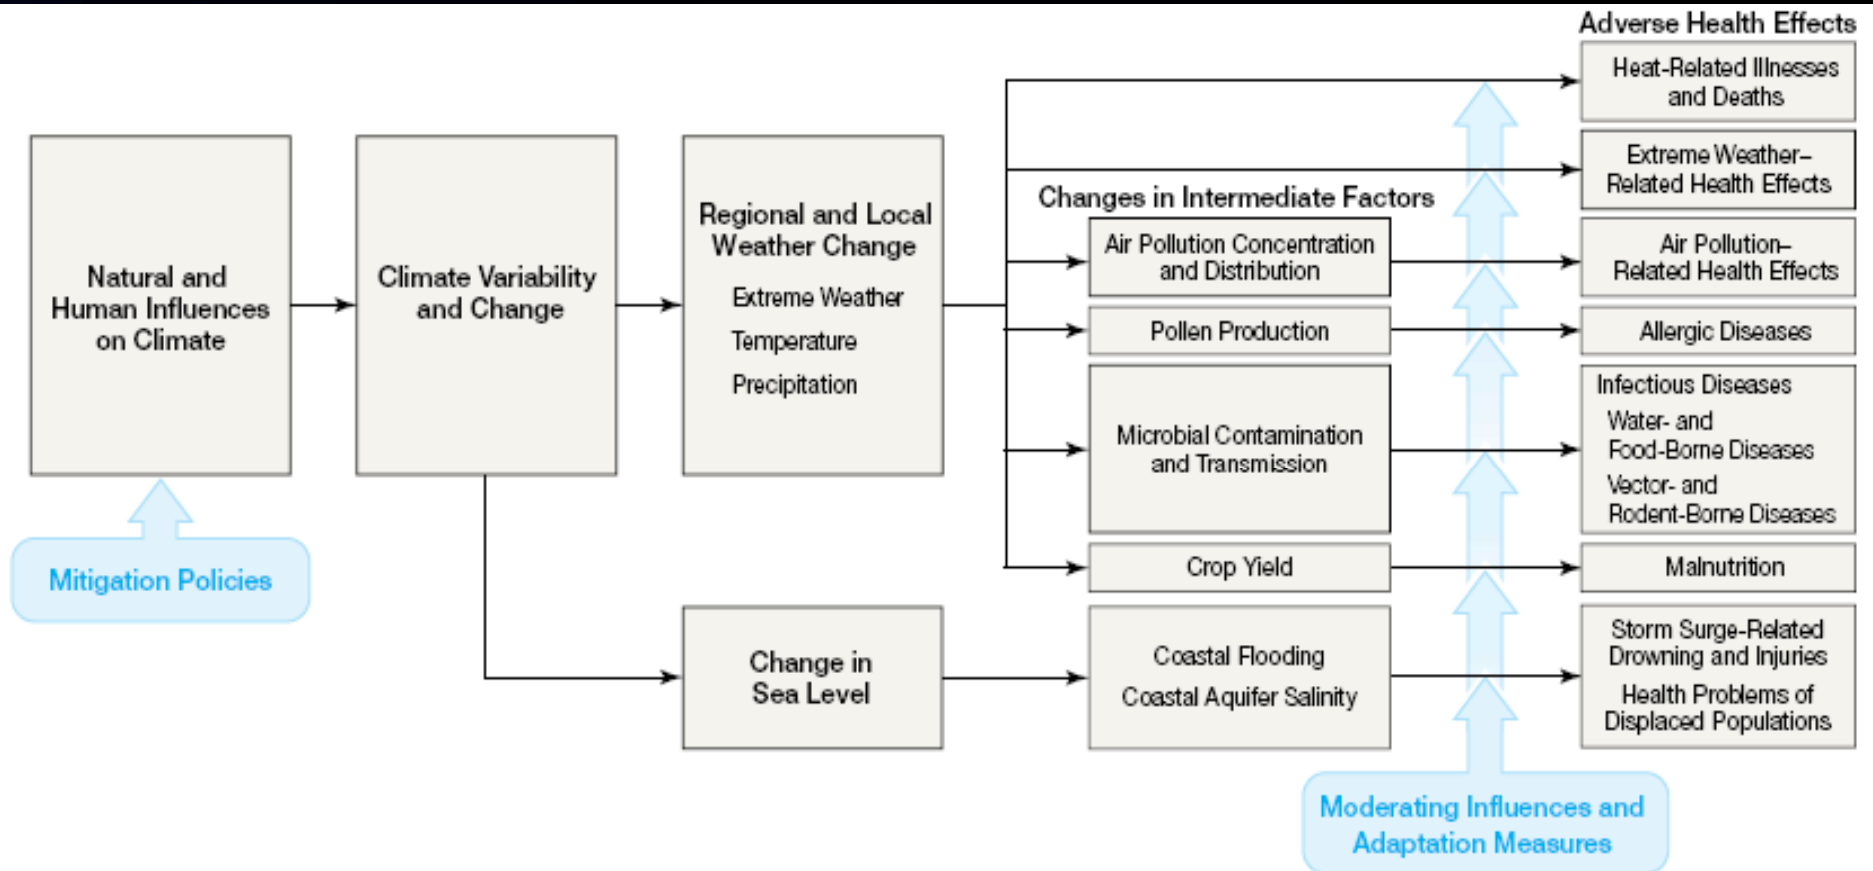 Adverse Health Effects
Heat-Related Illnesses
and Deaths
Extreme Weather–
Related Health Effects
Changes in Intermediate Factors
Regional and Local
Weather Change
Extreme Weather
Temperature
Precipitation
Natural and
Human Influences
on Climate
Climate Variability
and Change
Air Pollution Concentration
and Distribution
Air Pollution–
Related Health Effects
Pollen Production
Allergic Diseases
Microbial Contamination
and Transmission
Infectious Diseases
Water- and
Food-Borne Diseases
Vector- and
Rodent-Borne Diseases
Mitigation Policies
Crop Yield
Malnutrition
Change in
Sea Level
Coastal Flooding
Coastal Aquifer Salinity
Storm Surge-Related
Drowning and Injuries
Health Problems of
Displaced Populations
Moderating Influences and
Adaptation Measures